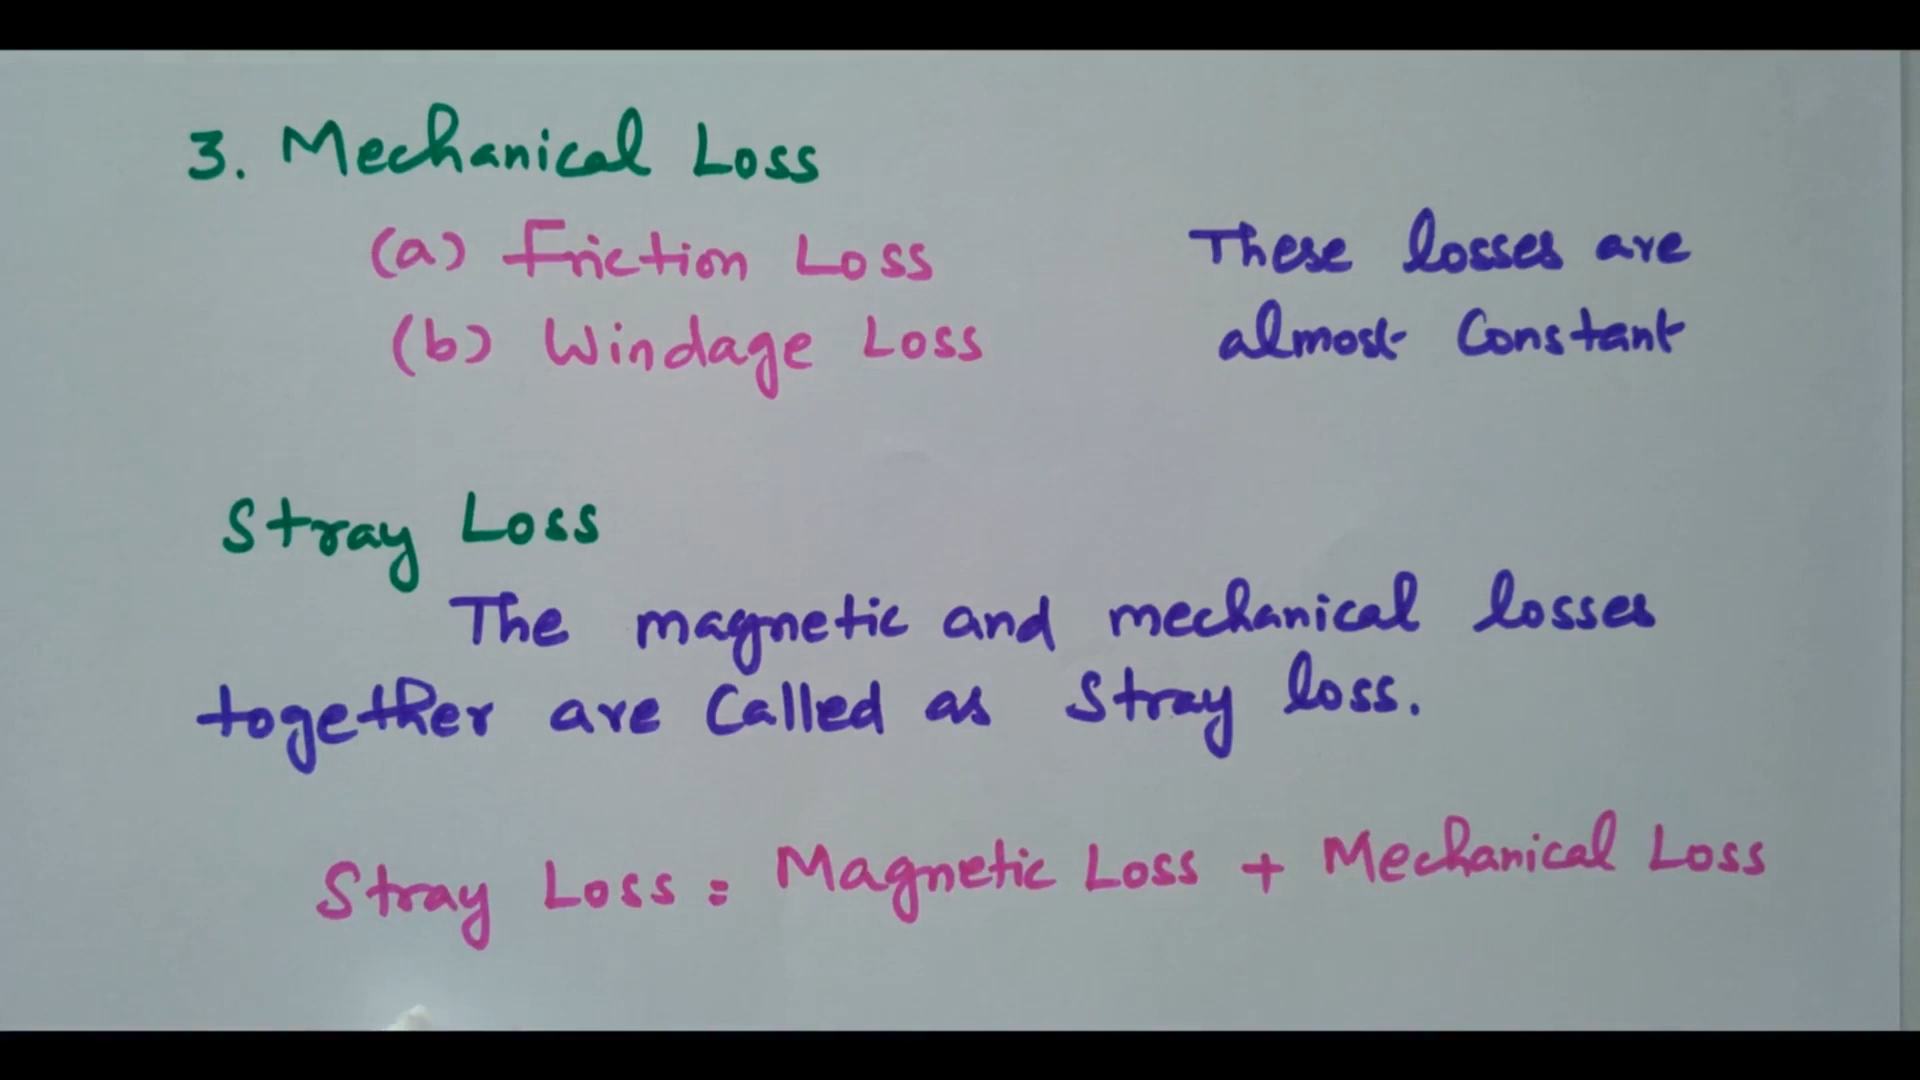 3. Mechanical Loss
(a) Friction Loss
(b) Windage Loss
These losses are
almost Constant
Stray Loss
The magnetic and mechanical losses
together are Called as Stray loss.
Stray Loss = Magnetic Loss + Mechanical Loss